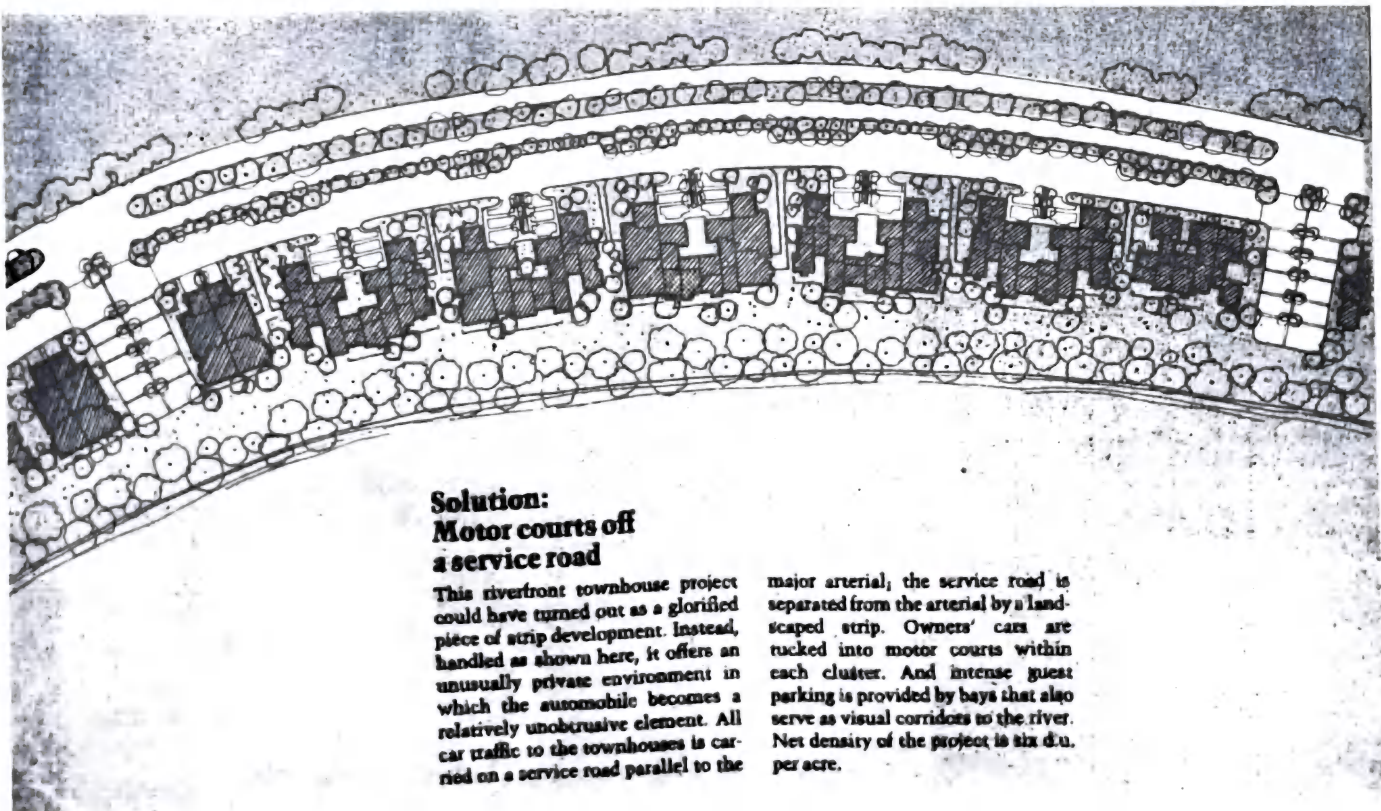 Solution:
Motor courts off
a service road
This riverfront townhouse project
could have turned out as a glorified
piece of strip development. Instead,
handled as shown here, it offers an
unusually private environment in
which the automobile becomes a
relatively unobtrusive element. All
car traffic to the townhouses is car-
ried on a service road parallel to the
major arterial; the service road is
separated from the arterial by a land-
scaped strip. Owners' cars are
tucked into motor courts within
each cluster. And intense guest
parking is provided by bays that also
serve as visual corridors to the river.
Net density of the project is six d.u.
per acre.